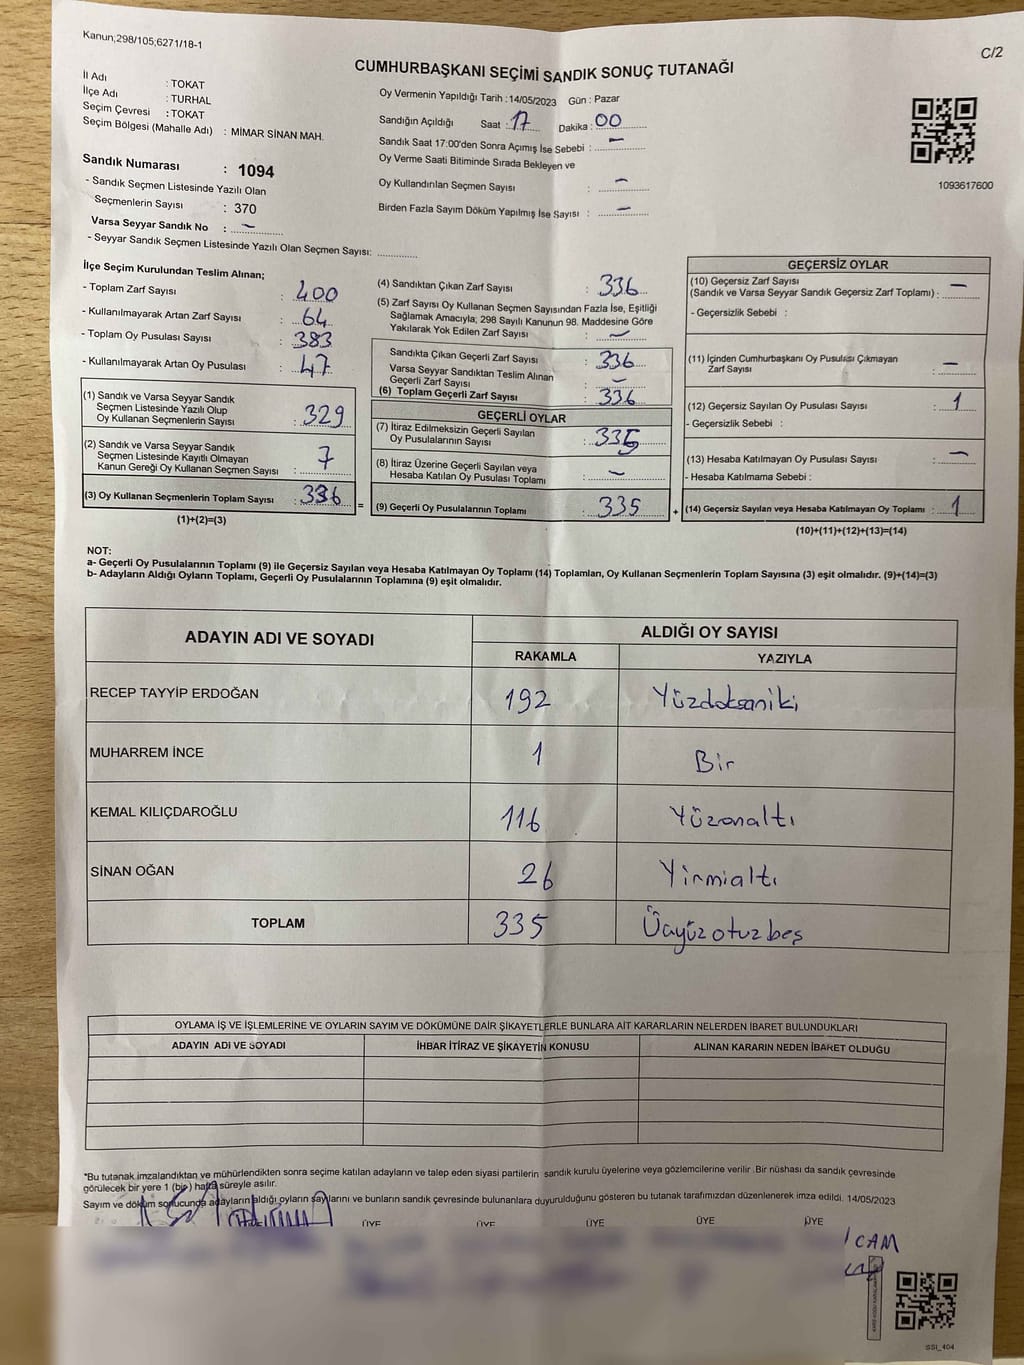 Kanun;298/105;6271/18-1
C/2
CUMHURBAŞKANI SEÇİMİ SANDIK SONUÇ TUTANAĞI
İl Adı : TOKAT
İlçe Adı : TURHAL
Seçim Çevresi : TOKAT
Seçim Bölgesi (Mahalle Adı) : MİMAR SİNAN MAH.
Oy Vermenin Yapıldığı Tarih : 14/05/2023 Gün : Pazar
Sandığın Açıldığı Saat : 17 Dakika : 00
Sandık Saat 17:00'den Sonra Açımış İse Sebebi : –
Oy Verme Saati Bitiminde Sırada Bekleyen ve
Oy Kullandırılan Seçmen Sayısı : –
Birden Fazla Sayım Döküm Yapılmış İse Sayısı : –
1093617600
Sandık Numarası : 1094
- Sandık Seçmen Listesinde Yazılı Olan
Seçmenlerin Sayısı : 370
Varsa Seyyar Sandık No : –
- Seyyar Sandık Seçmen Listesinde Yazılı Olan Seçmen Sayısı:
İlçe Seçim Kurulundan Teslim Alınan;
- Toplam Zarf Sayısı : 400
- Kullanılmayarak Artan Zarf Sayısı : 64
- Toplam Oy Pusulası Sayısı : 383
- Kullanılmayarak Artan Oy Pusulası : 47
(1) Sandık ve Varsa Seyyar Sandık
Seçmen Listesinde Yazılı Olup
Oy Kullanan Seçmenlerin Sayısı : 329
(2) Sandık ve Varsa Seyyar Sandık
Seçmen Listesinde Kayıtlı Olmayan
Kanun Gereği Oy Kullanan Seçmen Sayısı : 7
(3) Oy Kullanan Seçmenlerin Toplam Sayısı : 336 =
(1)+(2)=(3)
(4) Sandıktan Çıkan Zarf Sayısı : 336
(5) Zarf Sayısı Oy Kullanan Seçmen Sayısından Fazla İse, Eşitliği
Sağlamak Amacıyla; 298 Sayılı Kanunun 98. Maddesine Göre
Yakılarak Yok Edilen Zarf Sayısı : –
Sandıkta Çıkan Geçerli Zarf Sayısı : 336
Varsa Seyyar Sandıktan Teslim Alınan
Geçerli Zarf Sayısı : –
(6) Toplam Geçerli Zarf Sayısı : 336
GEÇERLİ OYLAR
(7) İtiraz Edilmeksizin Geçerli Sayılan
Oy Pusulalarının Sayısı : 335
(8) İtiraz Üzerine Geçerli Sayılan veya
Hesaba Katılan Oy Pusulası Toplamı : –
(9) Geçerli Oy Pusulalarının Toplamı : 335 +
GEÇERSİZ OYLAR
(10) Geçersiz Zarf Sayısı
(Sandık ve Varsa Seyyar Sandık Geçersiz Zarf Toplamı) : –
- Geçersizlik Sebebi :
(11) İçinden Cumhurbaşkanı Oy Pusulası Çıkmayan
Zarf Sayısı : –
(12) Geçersiz Sayılan Oy Pusulası Sayısı : 1
- Geçersizlik Sebebi :
(13) Hesaba Katılmayan Oy Pusulası Sayısı : –
- Hesaba Katılmama Sebebi :
(14) Geçersiz Sayılan veya Hesaba Katılmayan Oy Toplamı : 1
(10)+(11)+(12)+(13)=(14)
NOT:
a- Geçerli Oy Pusulalarının Toplamı (9) ile Geçersiz Sayılan veya Hesaba Katılmayan Oy Toplamı (14) Toplamları, Oy Kullanan Seçmenlerin Toplam Sayısına (3) eşit olmalıdır. (9)+(14)=(3)
b- Adayların Aldığı Oyların Toplamı, Geçerli Oy Pusulalarının Toplamına (9) eşit olmalıdır.
ADAYIN ADI VE SOYADI
ALDIĞI OY SAYISI
RAKAMLA YAZIYLA
RECEP TAYYİP ERDOĞAN 192 Yüzdoksaniki
MUHARREM İNCE 1 Bir
KEMAL KILIÇDAROĞLU 116 Yüzonaltı
SİNAN OĞAN 26 Yirmialtı
TOPLAM 335 Üçyüzotuzbeş
OYLAMA İŞ VE İŞLEMLERİNE VE OYLARIN SAYIM VE DÖKÜMÜNE DAİR ŞİKAYETLERLE BUNLARA AİT KARARLARIN NELERDEN İBARET BULUNDUKLARI
ADAYIN ADI VE SOYADI İHBAR İTİRAZ VE ŞİKAYETİN KONUSU ALINAN KARARIN NEDEN İBARET OLDUĞU
*Bu tutanak imzalandıktan ve mühürlendikten sonra seçime katılan adayların ve talep eden siyasi partilerin sandık kurulu üyelerine veya gözlemcilerine verilir .Bir nüshası da sandık çevresinde
görülecek bir yere 1 (bir) hafta süreyle asılır.
Sayım ve döküm sonucunda adayların aldığı oyların sayılarını ve bunların sandık çevresinde bulunanlara duyurulduğunu gösteren bu tutanak tarafımızdan düzenlenerek imza edildi. 14/05/2023
ÜYE ÜYE ÜYE ÜYE ÜYE
CAM
SSI_404